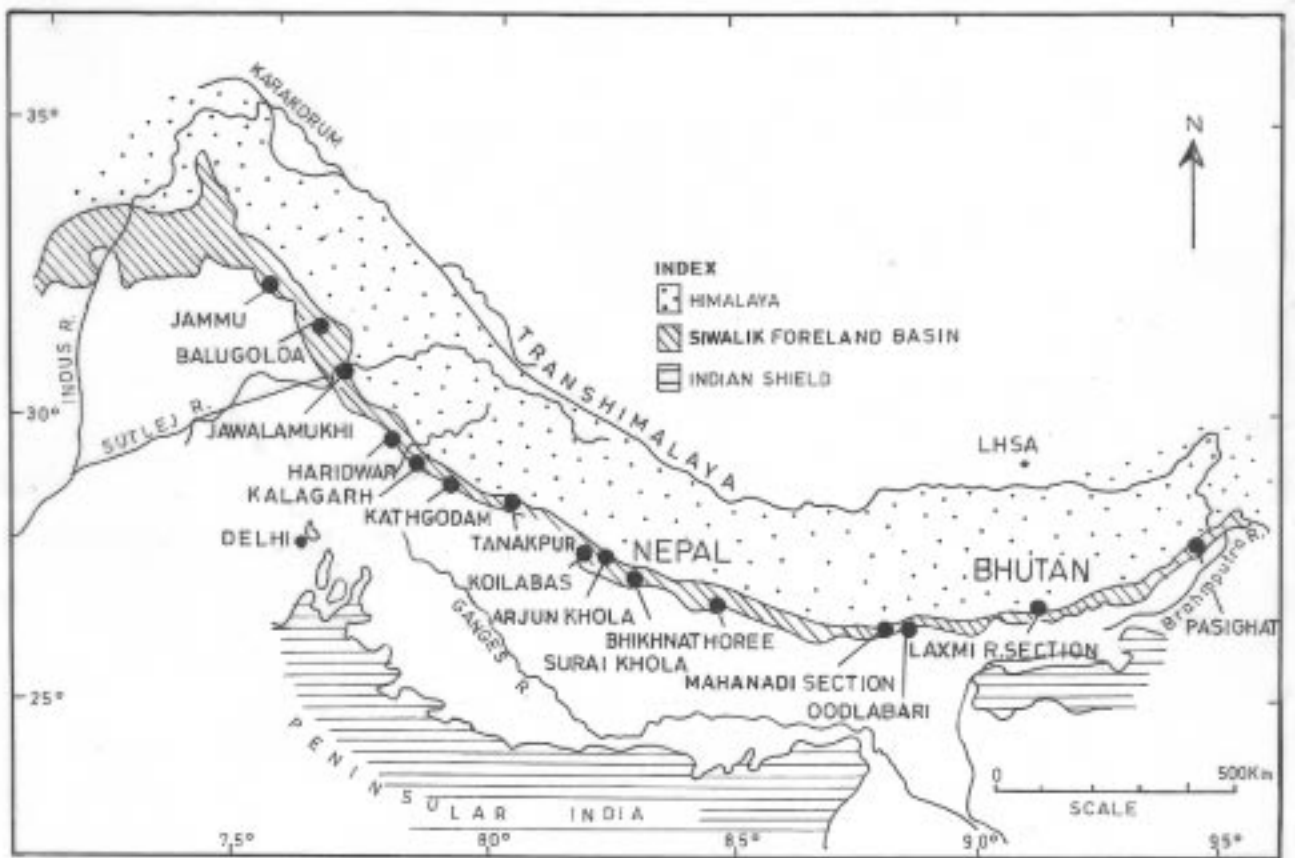 KARAKORUM
35°
N
INDEX
HIMALAYA
SIWALIK FORELAND BASIN
INDIAN SHIELD
TRANSHIMALAYA
JAMMU
BALUGOLOA
INDUS R.
30°
SUTLEJ R.
JAWALAMUKHI
LHSA
HARIDWAR
KALAGARH
KATHGODAM
DELHI
TANAKPUR
NEPAL
KOILABAS
BHUTAN
Brahmputra R.
ARJUN KHOLA
GANGES R
BHIKHNATHOREE
PASIGHAT
LAXMI R. SECTION
SURAI KHOLA
MAHANADI SECTION
25°
OODLABARI
PENINSULAR INDIA
0 500Km
SCALE
75° 80° 85° 90° 95°